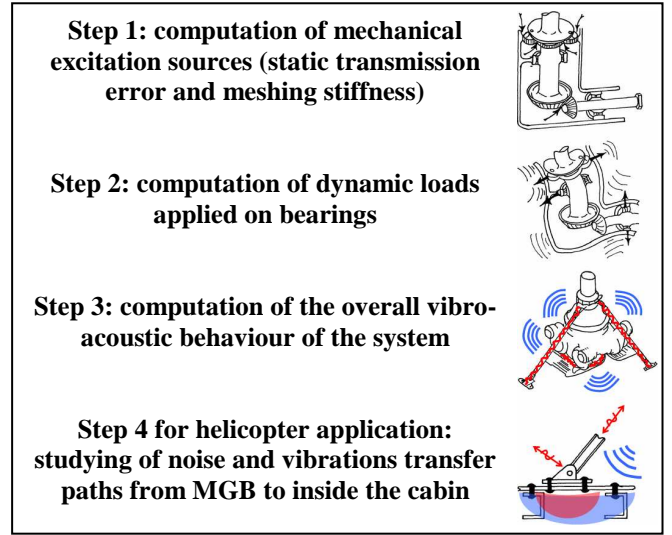 Step 1: computation of mechanical
excitation sources (static transmission
error and meshing stiffness)
Step 2: computation of dynamic loads
applied on bearings
Step 3: computation of the overall vibro-
acoustic behaviour of the system
Step 4 for helicopter application:
studying of noise and vibrations transfer
paths from MGB to inside the cabin